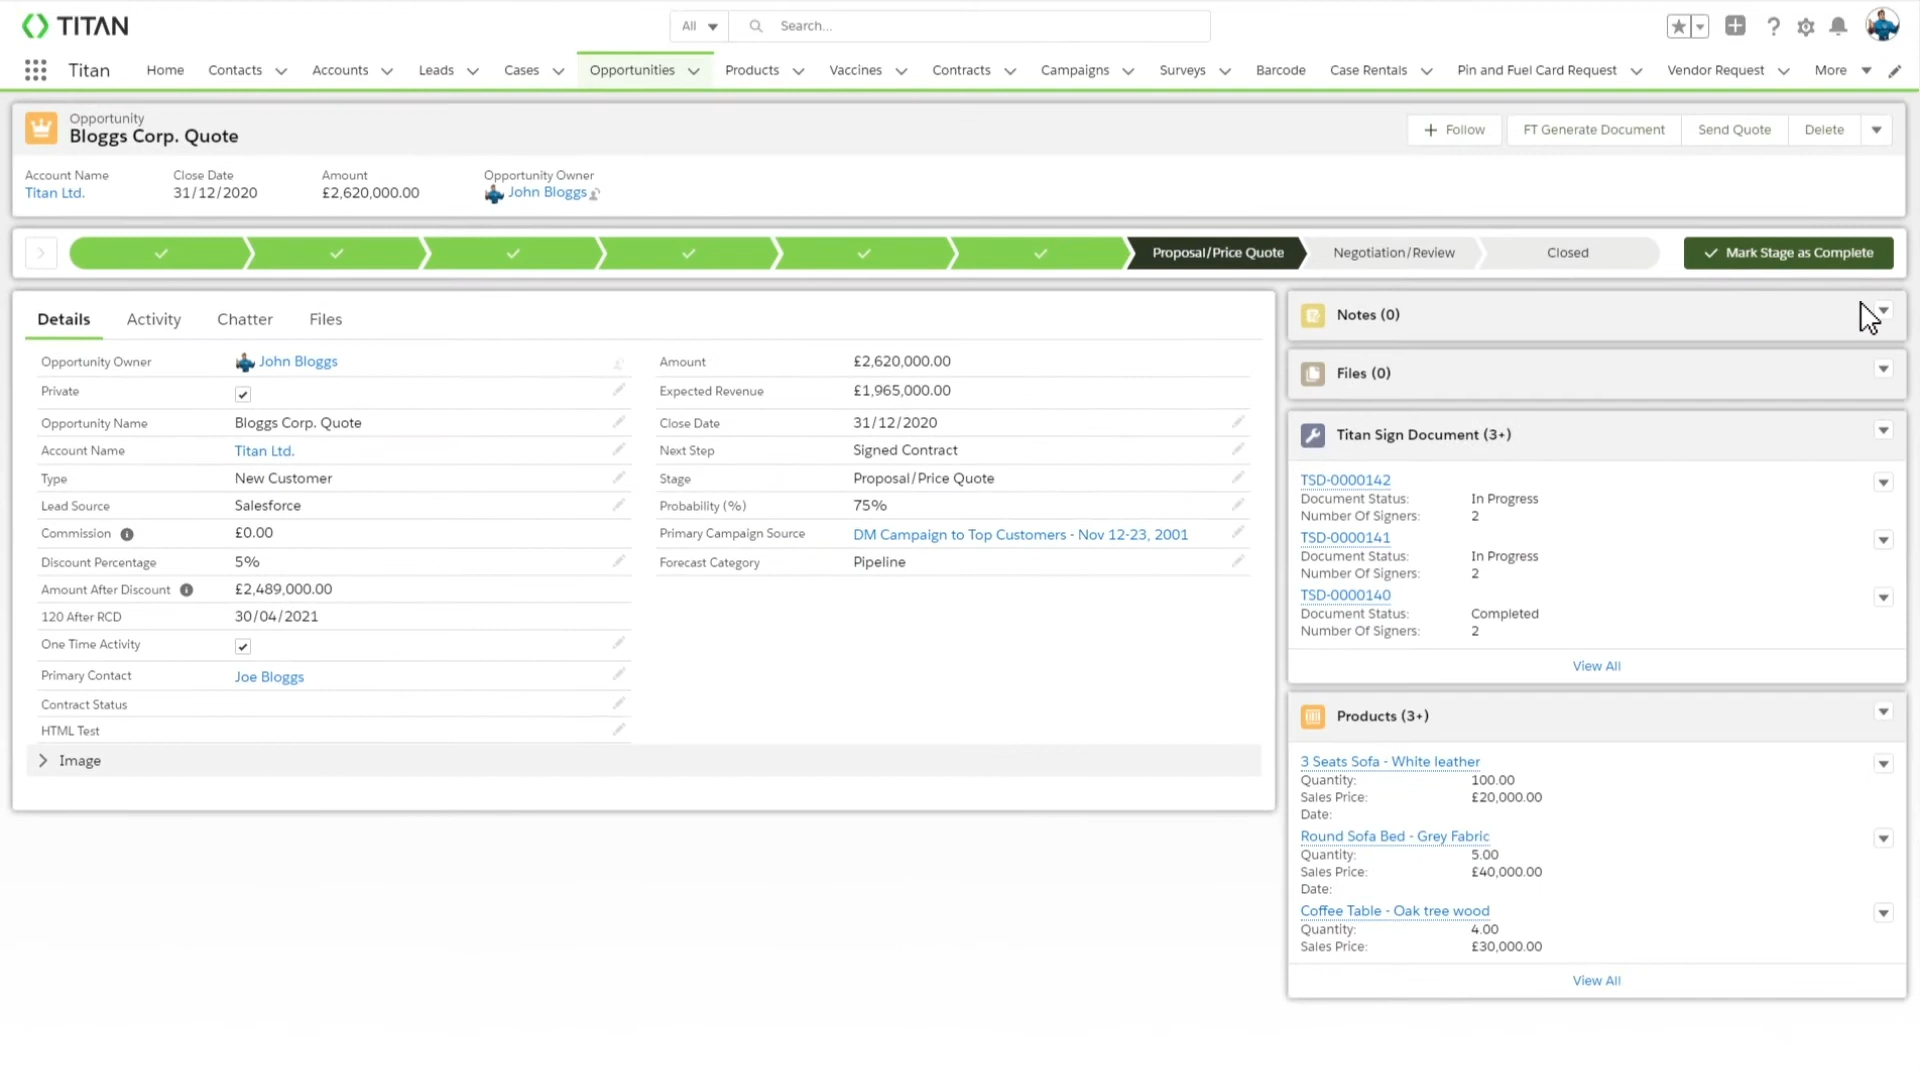 TITAN
All
Search...
Titan Home Contacts Accounts Leads Cases Opportunities Products Vaccines Contracts Campaigns Surveys Barcode Case Rentals Pin and Fuel Card Request Vendor Request More
Opportunity
Bloggs Corp. Quote
+ Follow FT Generate Document Send Quote Delete
Account Name Close Date Amount Opportunity Owner
Titan Ltd. 31/12/2020 £2,620,000.00 John Bloggs
Proposal/Price Quote Negotiation/Review Closed Mark Stage as Complete
Details Activity Chatter Files
Opportunity Owner John Bloggs
Private
Opportunity Name Bloggs Corp. Quote
Account Name Titan Ltd.
Type New Customer
Lead Source Salesforce
Commission £0.00
Discount Percentage 5%
Amount After Discount £2,489,000.00
120 After RCD 30/04/2021
One Time Activity
Primary Contact Joe Bloggs
Contract Status
HTML Test
Image
Amount £2,620,000.00
Expected Revenue £1,965,000.00
Close Date 31/12/2020
Next Step Signed Contract
Stage Proposal/Price Quote
Probability (%) 75%
Primary Campaign Source DM Campaign to Top Customers - Nov 12-23, 2001
Forecast Category Pipeline
Notes (0)
Files (0)
Titan Sign Document (3+)
TSD-0000142
Document Status: In Progress
Number Of Signers: 2
TSD-0000141
Document Status: In Progress
Number Of Signers: 2
TSD-0000140
Document Status: Completed
Number Of Signers: 2
View All
Products (3+)
3 Seats Sofa - White leather
Quantity: 100.00
Sales Price: £20,000.00
Date:
Round Sofa Bed - Grey Fabric
Quantity: 5.00
Sales Price: £40,000.00
Date:
Coffee Table - Oak tree wood
Quantity: 4.00
Sales Price: £30,000.00
View All